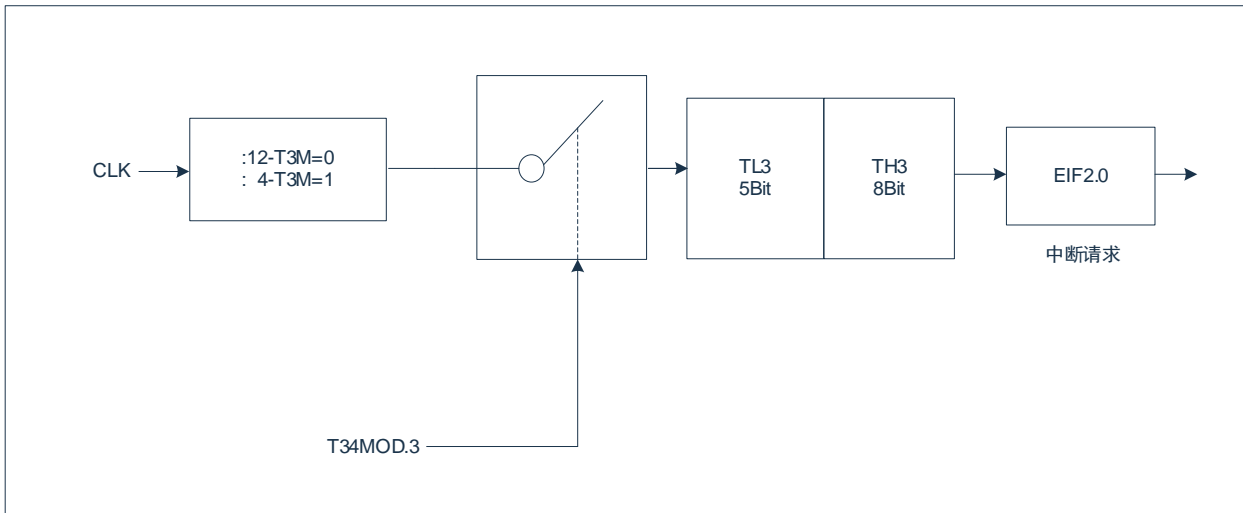 CLK
:12-T3M=0
: 4-T3M=1
TL3
5Bit
TH3
8Bit
EIF2.0
中断请求
T34MOD.3